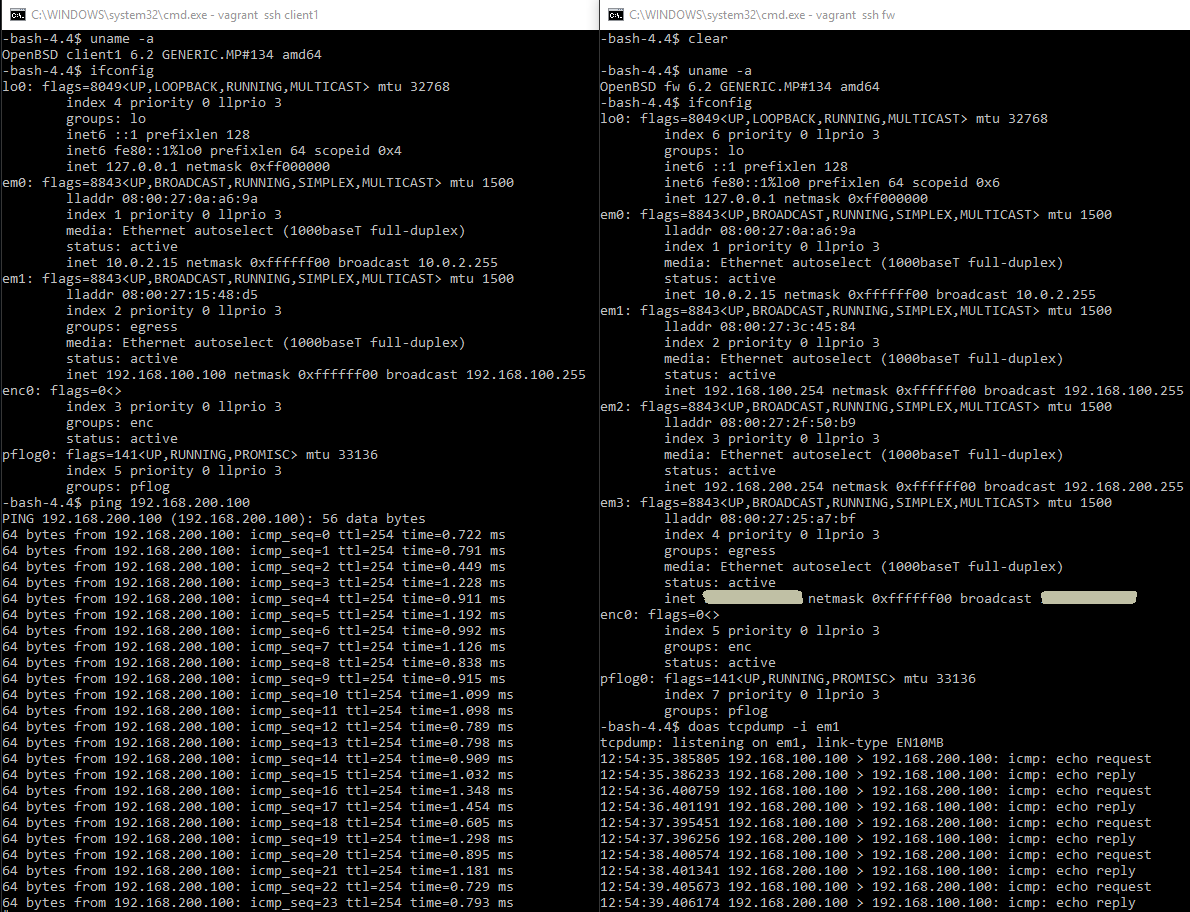 C:\WINDOWS\system32\cmd.exe - vagrant ssh client1
-bash-4.4$ uname -a
OpenBSD client1 6.2 GENERIC.MP#134 amd64
-bash-4.4$ ifconfig
lo0: flags=8049<UP,LOOPBACK,RUNNING,MULTICAST> mtu 32768
index 4 priority 0 llprio 3
groups: lo
inet6 ::1 prefixlen 128
inet6 fe80::1%lo0 prefixlen 64 scopeid 0x4
inet 127.0.0.1 netmask 0xff000000
em0: flags=8843<UP,BROADCAST,RUNNING,SIMPLEX,MULTICAST> mtu 1500
lladdr 08:00:27:0a:a6:9a
index 1 priority 0 llprio 3
media: Ethernet autoselect (1000baseT full-duplex)
status: active
inet 10.0.2.15 netmask 0xffffff00 broadcast 10.0.2.255
em1: flags=8843<UP,BROADCAST,RUNNING,SIMPLEX,MULTICAST> mtu 1500
lladdr 08:00:27:15:48:d5
index 2 priority 0 llprio 3
groups: egress
media: Ethernet autoselect (1000baseT full-duplex)
status: active
inet 192.168.100.100 netmask 0xffffff00 broadcast 192.168.100.255
enc0: flags=0<>
index 3 priority 0 llprio 3
groups: enc
status: active
pflog0: flags=141<UP,RUNNING,PROMISC> mtu 33136
index 5 priority 0 llprio 3
groups: pflog
-bash-4.4$ ping 192.168.200.100
PING 192.168.200.100 (192.168.200.100): 56 data bytes
64 bytes from 192.168.200.100: icmp_seq=0 ttl=254 time=0.722 ms
64 bytes from 192.168.200.100: icmp_seq=1 ttl=254 time=0.791 ms
64 bytes from 192.168.200.100: icmp_seq=2 ttl=254 time=0.449 ms
64 bytes from 192.168.200.100: icmp_seq=3 ttl=254 time=1.228 ms
64 bytes from 192.168.200.100: icmp_seq=4 ttl=254 time=0.911 ms
64 bytes from 192.168.200.100: icmp_seq=5 ttl=254 time=1.192 ms
64 bytes from 192.168.200.100: icmp_seq=6 ttl=254 time=0.992 ms
64 bytes from 192.168.200.100: icmp_seq=7 ttl=254 time=1.126 ms
64 bytes from 192.168.200.100: icmp_seq=8 ttl=254 time=0.838 ms
64 bytes from 192.168.200.100: icmp_seq=9 ttl=254 time=0.915 ms
64 bytes from 192.168.200.100: icmp_seq=10 ttl=254 time=1.099 ms
64 bytes from 192.168.200.100: icmp_seq=11 ttl=254 time=1.098 ms
64 bytes from 192.168.200.100: icmp_seq=12 ttl=254 time=0.789 ms
64 bytes from 192.168.200.100: icmp_seq=13 ttl=254 time=0.798 ms
64 bytes from 192.168.200.100: icmp_seq=14 ttl=254 time=0.909 ms
64 bytes from 192.168.200.100: icmp_seq=15 ttl=254 time=1.032 ms
64 bytes from 192.168.200.100: icmp_seq=16 ttl=254 time=1.348 ms
64 bytes from 192.168.200.100: icmp_seq=17 ttl=254 time=1.454 ms
64 bytes from 192.168.200.100: icmp_seq=18 ttl=254 time=0.605 ms
64 bytes from 192.168.200.100: icmp_seq=19 ttl=254 time=1.298 ms
64 bytes from 192.168.200.100: icmp_seq=20 ttl=254 time=0.895 ms
64 bytes from 192.168.200.100: icmp_seq=21 ttl=254 time=1.181 ms
64 bytes from 192.168.200.100: icmp_seq=22 ttl=254 time=0.729 ms
64 bytes from 192.168.200.100: icmp_seq=23 ttl=254 time=0.793 ms
C:\WINDOWS\system32\cmd.exe - vagrant ssh fw
-bash-4.4$ clear
-bash-4.4$ uname -a
OpenBSD fw 6.2 GENERIC.MP#134 amd64
-bash-4.4$ ifconfig
lo0: flags=8049<UP,LOOPBACK,RUNNING,MULTICAST> mtu 32768
index 6 priority 0 llprio 3
groups: lo
inet6 ::1 prefixlen 128
inet6 fe80::1%lo0 prefixlen 64 scopeid 0x6
inet 127.0.0.1 netmask 0xff000000
em0: flags=8843<UP,BROADCAST,RUNNING,SIMPLEX,MULTICAST> mtu 1500
lladdr 08:00:27:0a:a6:9a
index 1 priority 0 llprio 3
media: Ethernet autoselect (1000baseT full-duplex)
status: active
inet 10.0.2.15 netmask 0xffffff00 broadcast 10.0.2.255
em1: flags=8843<UP,BROADCAST,RUNNING,SIMPLEX,MULTICAST> mtu 1500
lladdr 08:00:27:3c:45:84
index 2 priority 0 llprio 3
media: Ethernet autoselect (1000baseT full-duplex)
status: active
inet 192.168.100.254 netmask 0xffffff00 broadcast 192.168.100.255
em2: flags=8843<UP,BROADCAST,RUNNING,SIMPLEX,MULTICAST> mtu 1500
lladdr 08:00:27:2f:50:b9
index 3 priority 0 llprio 3
media: Ethernet autoselect (1000baseT full-duplex)
status: active
inet 192.168.200.254 netmask 0xffffff00 broadcast 192.168.200.255
em3: flags=8843<UP,BROADCAST,RUNNING,SIMPLEX,MULTICAST> mtu 1500
lladdr 08:00:27:25:a7:bf
index 4 priority 0 llprio 3
groups: egress
media: Ethernet autoselect (1000baseT full-duplex)
status: active
inet netmask 0xffffff00 broadcast
enc0: flags=0<>
index 5 priority 0 llprio 3
groups: enc
status: active
pflog0: flags=141<UP,RUNNING,PROMISC> mtu 33136
index 7 priority 0 llprio 3
groups: pflog
-bash-4.4$ doas tcpdump -i em1
tcpdump: listening on em1, link-type EN10MB
12:54:35.385805 192.168.100.100 > 192.168.200.100: icmp: echo request
12:54:35.386233 192.168.200.100 > 192.168.100.100: icmp: echo reply
12:54:36.400759 192.168.100.100 > 192.168.200.100: icmp: echo request
12:54:36.401191 192.168.200.100 > 192.168.100.100: icmp: echo reply
12:54:37.395451 192.168.100.100 > 192.168.200.100: icmp: echo request
12:54:37.396256 192.168.200.100 > 192.168.100.100: icmp: echo reply
12:54:38.400574 192.168.100.100 > 192.168.200.100: icmp: echo request
12:54:38.401341 192.168.200.100 > 192.168.100.100: icmp: echo reply
12:54:39.405673 192.168.100.100 > 192.168.200.100: icmp: echo request
12:54:39.406174 192.168.200.100 > 192.168.100.100: icmp: echo reply